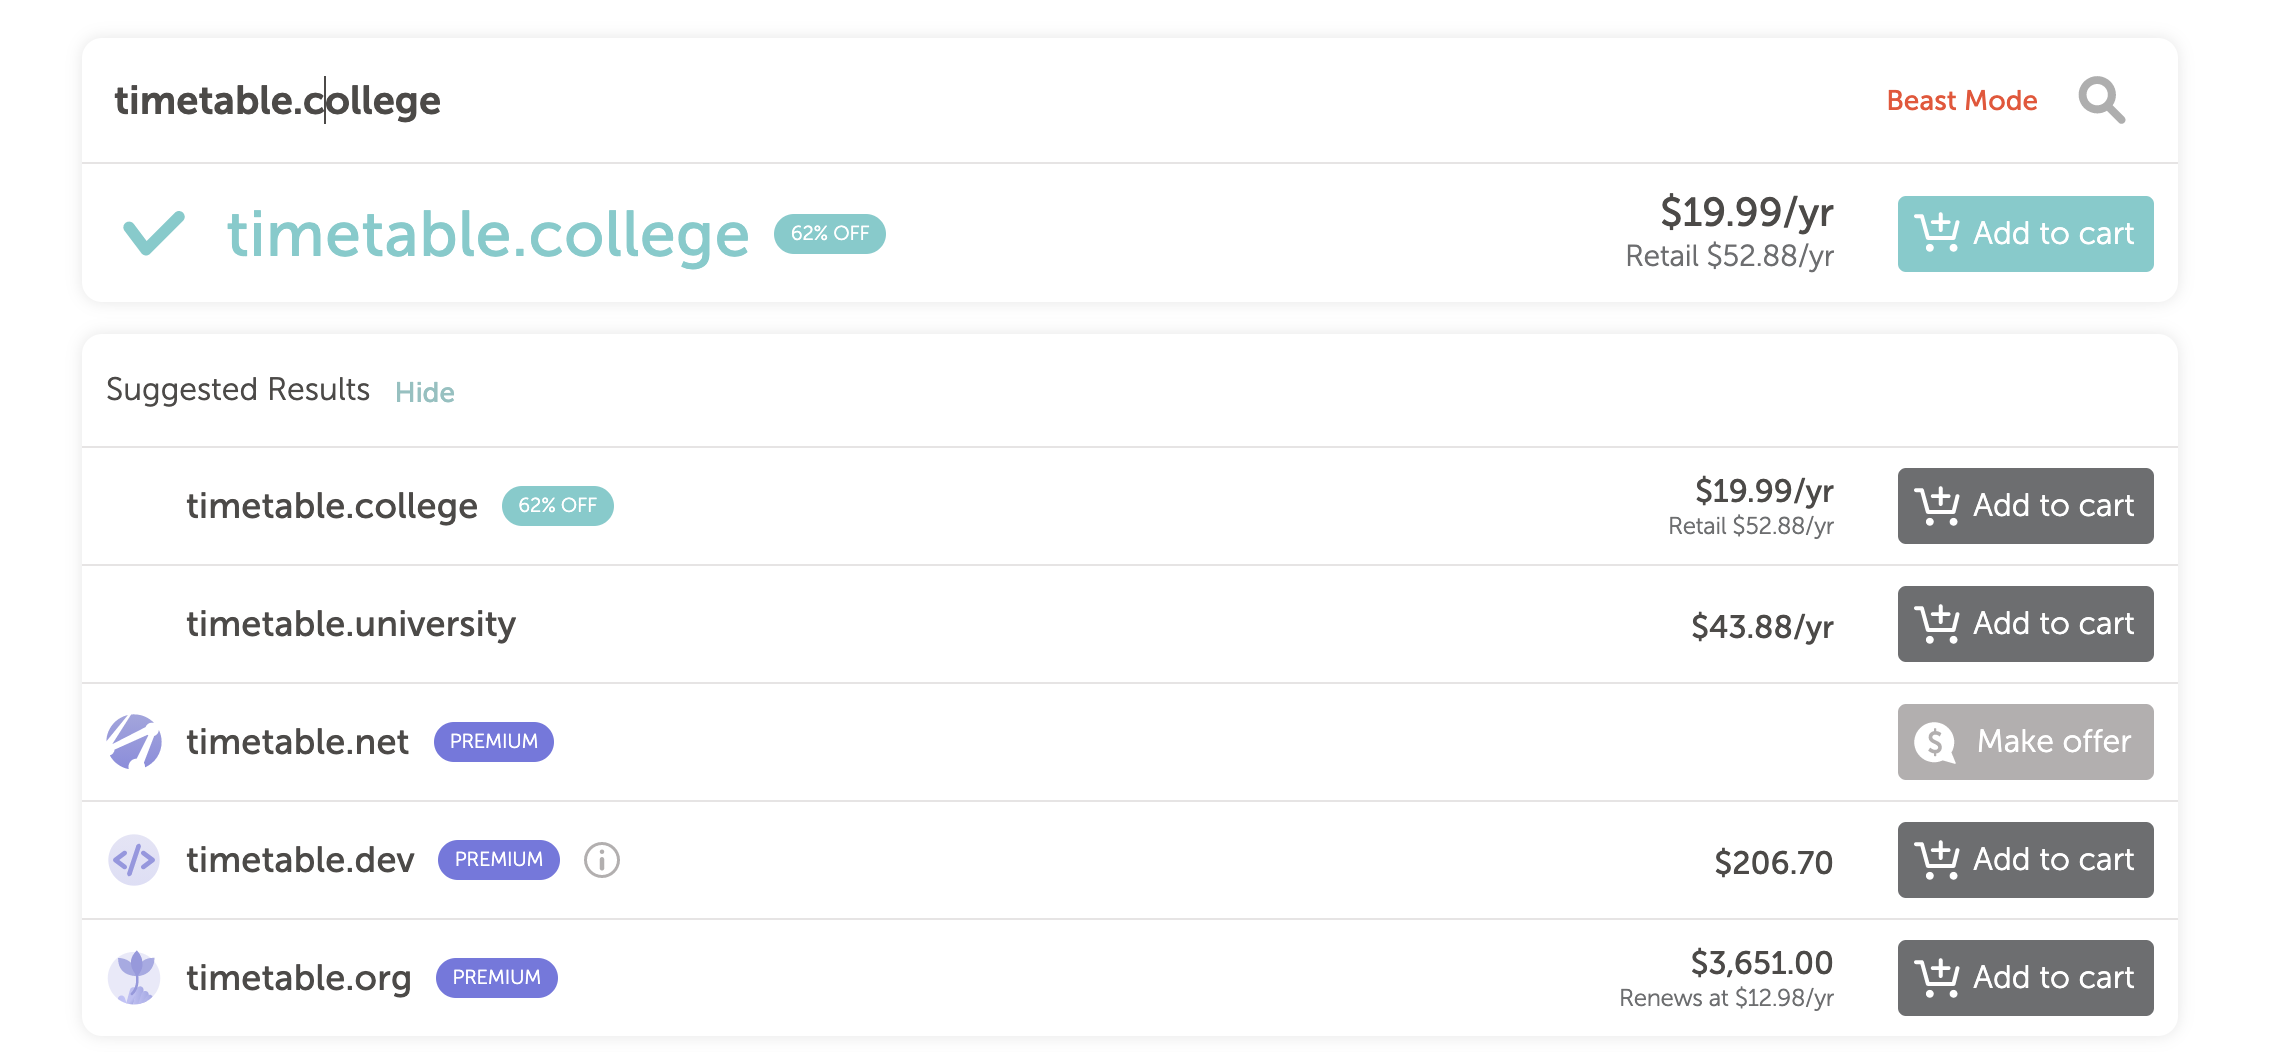 timetable.college
Beast Mode
timetable.college 62% OFF
$19.99/yr
Retail $52.88/yr
Add to cart
Suggested Results Hide
timetable.college 62% OFF
$19.99/yr
Retail $52.88/yr
Add to cart
timetable.university
$43.88/yr
Add to cart
timetable.net PREMIUM
$ Make offer
</> timetable.dev PREMIUM i
$206.70
Add to cart
timetable.org PREMIUM
$3,651.00
Renews at $12.98/yr
Add to cart